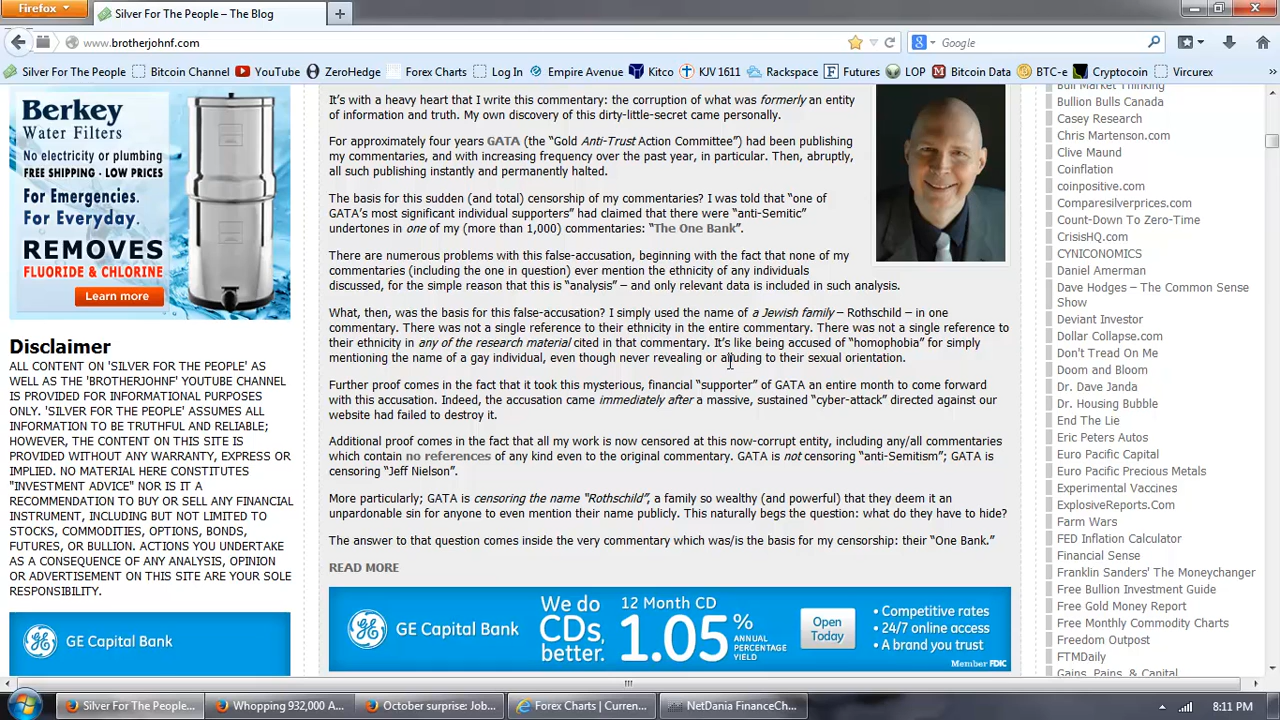 Firefox
Silver For The People – The Blog
www.brotherjohnf.com
Google
Silver For The People
Bitcoin Channel
YouTube
ZeroHedge
Forex Charts
Log In
Empire Avenue
Kitco
KJV 1611
Rackspace
Futures
LOP
Bitcoin Data
BTC-e
Cryptocoin
Vircurex
»
Berkey
Water Filters
No electricity or plumbing
FREE SHIPPING - LOW PRICES
For Emergencies.
For Everyday.
REMOVES
FLUORIDE & CHLORINE
Learn more
Disclaimer
ALL CONTENT ON 'SILVER FOR THE PEOPLE' AS
WELL AS THE 'BROTHERJOHNF' YOUTUBE CHANNEL
IS PROVIDED FOR INFORMATIONAL PURPOSES
ONLY. 'SILVER FOR THE PEOPLE' ASSUMES ALL
INFORMATION TO BE TRUTHFUL AND RELIABLE;
HOWEVER, THE CONTENT ON THIS SITE IS
PROVIDED WITHOUT ANY WARRANTY, EXPRESS OR
IMPLIED. NO MATERIAL HERE CONSTITUTES
"INVESTMENT ADVICE" NOR IS IT A
RECOMMENDATION TO BUY OR SELL ANY FINANCIAL
INSTRUMENT, INCLUDING BUT NOT LIMITED TO
STOCKS, COMMODITIES, OPTIONS, BONDS,
FUTURES, OR BULLION. ACTIONS YOU UNDERTAKE
AS A CONSEQUENCE OF ANY ANALYSIS, OPINION
OR ADVERTISEMENT ON THIS SITE ARE YOUR SOLE
RESPONSIBILITY.
GE Capital Bank
It's with a heavy heart that I write this commentary: the corruption of what was formerly an entity
of information and truth. My own discovery of this dirty-little-secret came personally.
For approximately four years GATA (the “Gold Anti-Trust Action Committee”) had been publishing
my commentaries, and with increasing frequency over the past year, in particular. Then, abruptly,
all such publishing instantly and permanently halted.
The basis for this sudden (and total) censorship of my commentaries? I was told that “one of
GATA's most significant individual supporters” had claimed that there were “anti-Semitic”
undertones in one of my (more than 1,000) commentaries: “The One Bank”.
There are numerous problems with this false-accusation, beginning with the fact that none of my
commentaries (including the one in question) ever mention the ethnicity of any individuals
discussed, for the simple reason that this is “analysis” – and only relevant data is included in such analysis.
What, then, was the basis for this false-accusation? I simply used the name of a Jewish family – Rothschild – in one
commentary. There was not a single reference to their ethnicity in the entire commentary. There was not a single reference to
their ethnicity in any of the research material cited in that commentary. It's like being accused of “homophobia” for simply
mentioning the name of a gay individual, even though never revealing or alluding to their sexual orientation.
Further proof comes in the fact that it took this mysterious, financial “supporter” of GATA an entire month to come forward
with this accusation. Indeed, the accusation came immediately after a massive, sustained “cyber-attack” directed against our
website had failed to destroy it.
Additional proof comes in the fact that all my work is now censored at this now-corrupt entity, including any/all commentaries
which contain no references of any kind even to the original commentary. GATA is not censoring “anti-Semitism”; GATA is
censoring “Jeff Nielson”.
More particularly; GATA is censoring the name “Rothschild”, a family so wealthy (and powerful) that they deem it an
unpardonable sin for anyone to even mention their name publicly. This naturally begs the question: what do they have to hide?
The answer to that question comes inside the very commentary which was/is the basis for my censorship: their “One Bank.”
READ MORE
GE Capital Bank
We do
CDs
better.
12 Month CD
1.05%
ANNUAL
PERCENTAGE
YIELD
Open
Today
• Competitive rates
• 24/7 online access
• A brand you trust
Member FDIC
Bull Market Thinking
Bullion Bulls Canada
Casey Research
Chris Martenson.com
Clive Maund
Coinflation
coinpositive.com
Comparesilverprices.com
Count-Down To Zero-Time
CrisisHQ.com
CYNICONOMICS
Daniel Amerman
Dave Hodges – The Common Sense
Show
Deviant Investor
Dollar Collapse.com
Don't Tread On Me
Doom and Bloom
Dr. Dave Janda
Dr. Housing Bubble
End The Lie
Eric Peters Autos
Euro Pacific Capital
Euro Pacific Precious Metals
Experimental Vaccines
ExplosiveReports.Com
Farm Wars
FED Inflation Calculator
Financial Sense
Franklin Sanders' The Moneychanger
Free Bullion Investment Guide
Free Gold Money Report
Free Monthly Commodity Charts
Freedom Outpost
FTMDaily
Gains, Pains, & Capital
Silver For The People...
Whopping 932,000 A...
October surprise: Job...
Forex Charts | Curren...
NetDania FinanceCh...
8:11 PM